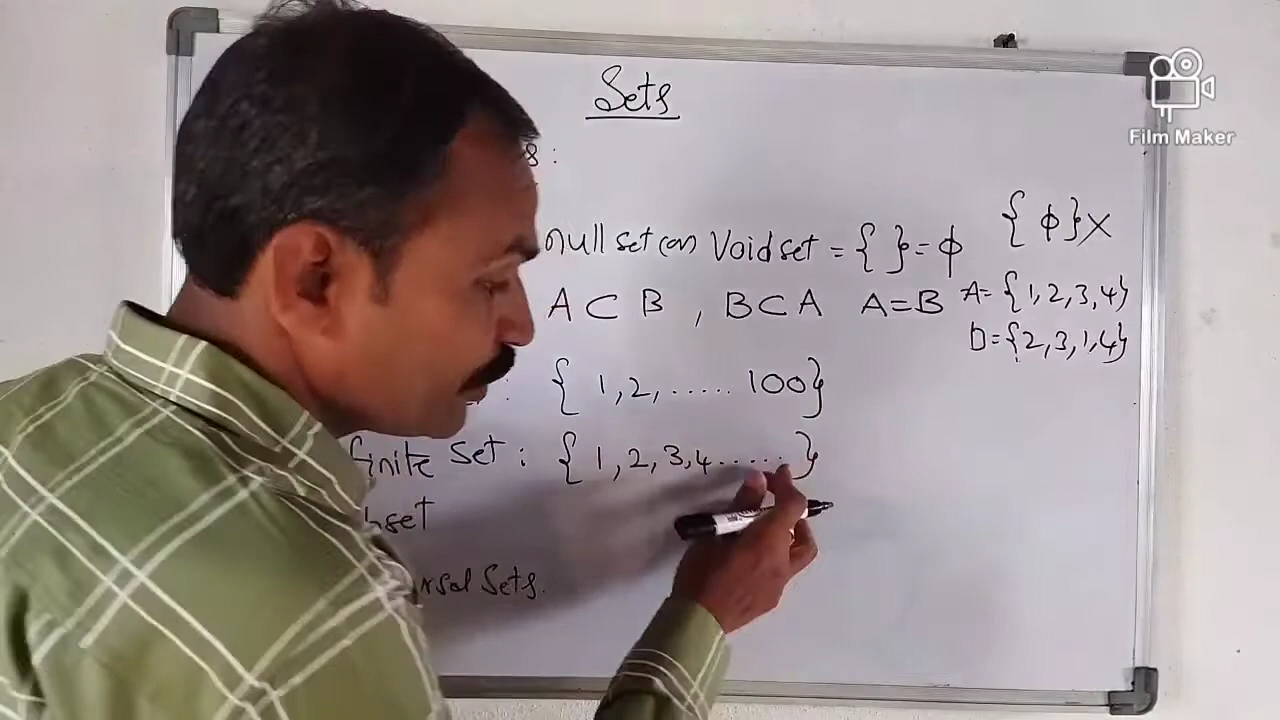 Sets
:
null set (or) Void set = { } = ϕ
{ ϕ } X
A ⊂ B , B ⊂ A A = B
A = {1, 2, 3, 4}
= {2, 3, 1, 4}
: { 1, 2, ..... 100}
finite set : { 1, 2, 3, 4 ..... }
bset
rsal Sets.
Film Maker